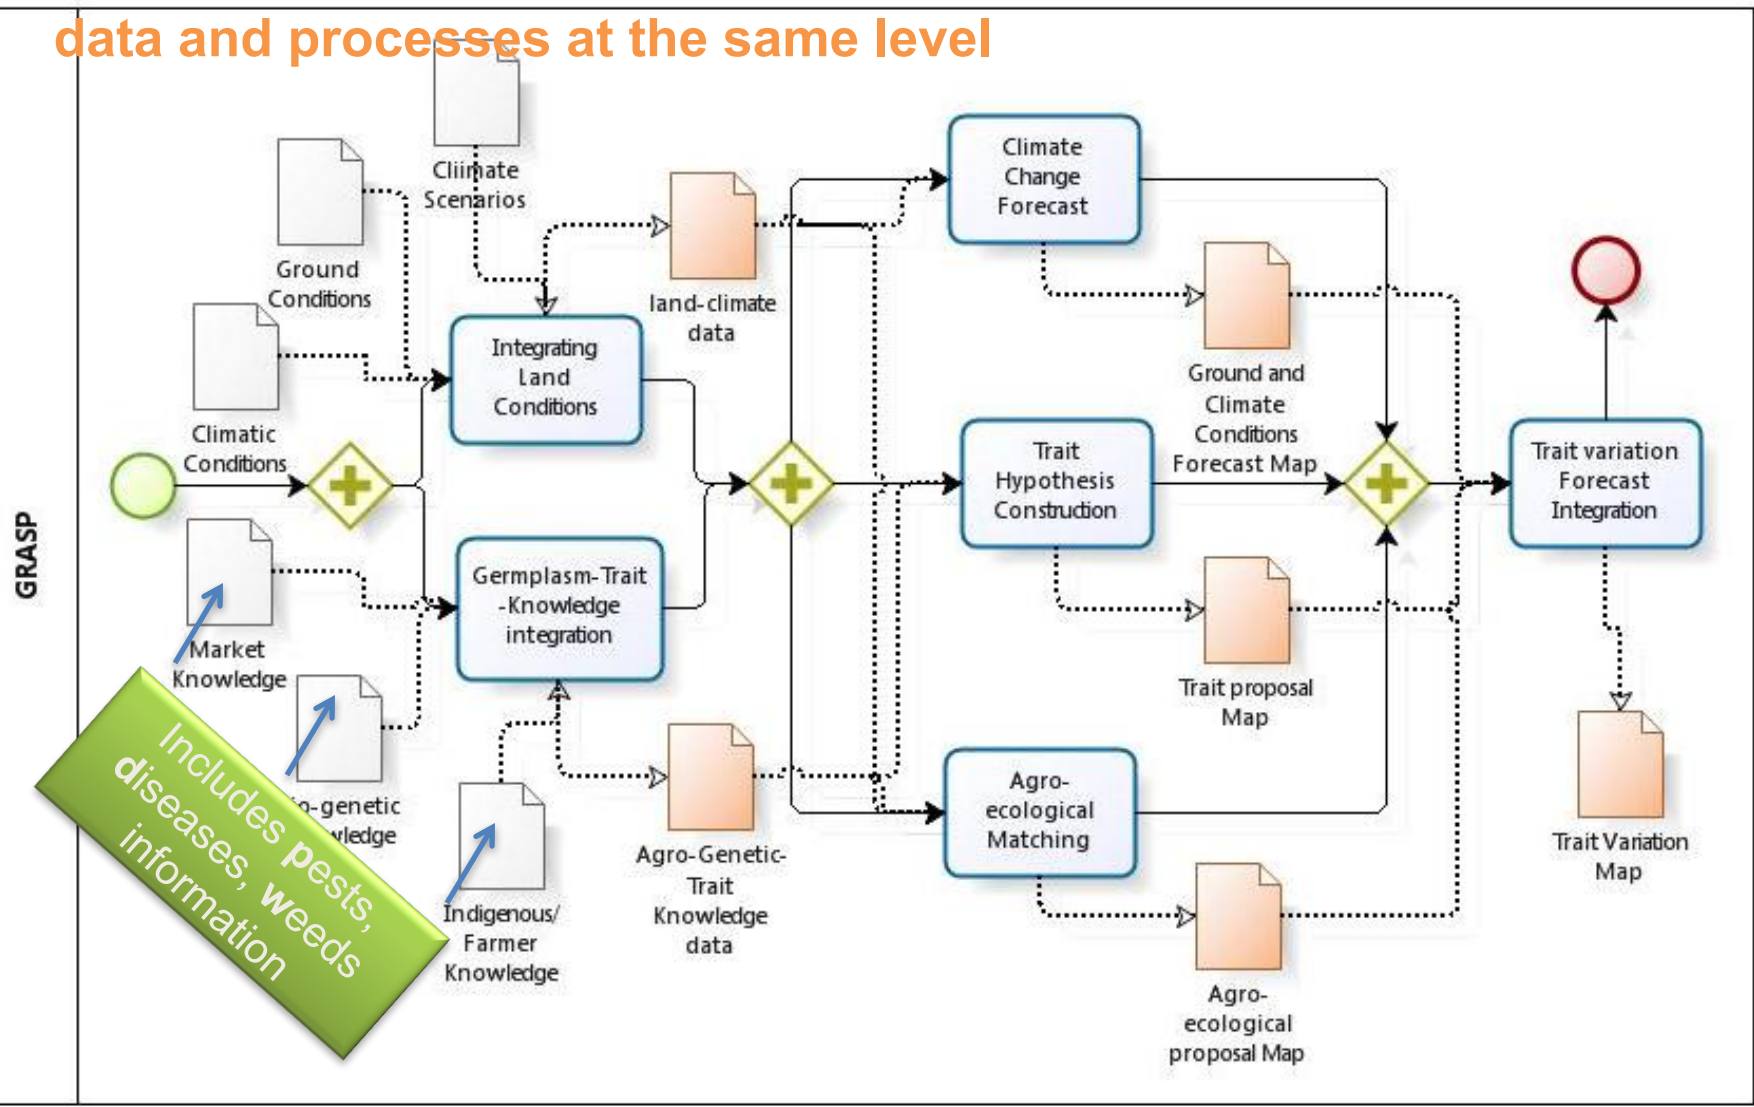 data and processes at the same level
GRASP
Cliimate
Scenarios
Ground
Conditions
Climatic
Conditions
Market
Knowledge
o-genetic
wledge
Indigenous/
Farmer
Knowledge
Includes pests,
diseases, weeds
information
Integrating
Land
Conditions
Germplasm-Trait
-Knowledge
integration
land-climate
data
Agro-Genetic-
Trait
Knowledge
data
Climate
Change
Forecast
Trait
Hypothesis
Construction
Agro-
ecological
Matching
Ground and
Climate
Conditions
Forecast Map
Trait proposal
Map
Agro-
ecological
proposal Map
Trait variation
Forecast
Integration
Trait Variation
Map